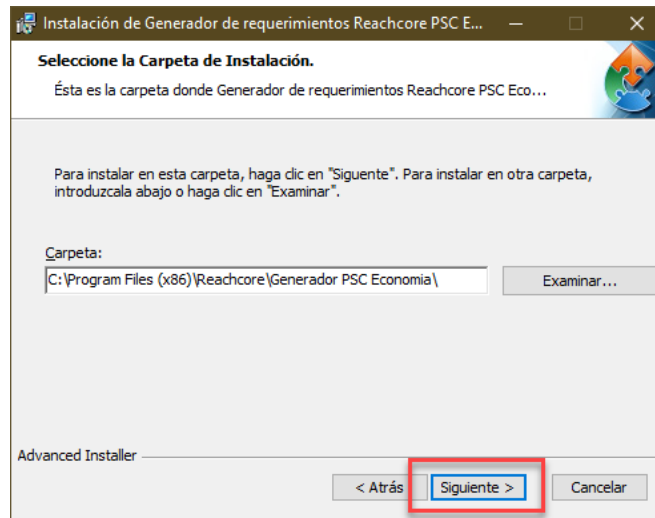 Instalación de Generador de requerimientos Reachcore PSC E...
Seleccione la Carpeta de Instalación.
Ésta es la carpeta donde Generador de requerimientos Reachcore PSC Eco...
Para instalar en esta carpeta, haga clic en "Siguente". Para instalar en otra carpeta,
introduzcala abajo o haga clic en "Examinar".
Carpeta:
C:\Program Files (x86)\Reachcore\Generador PSC Economia\
Examinar...
Advanced Installer
< Atrás
Siguiente >
Cancelar